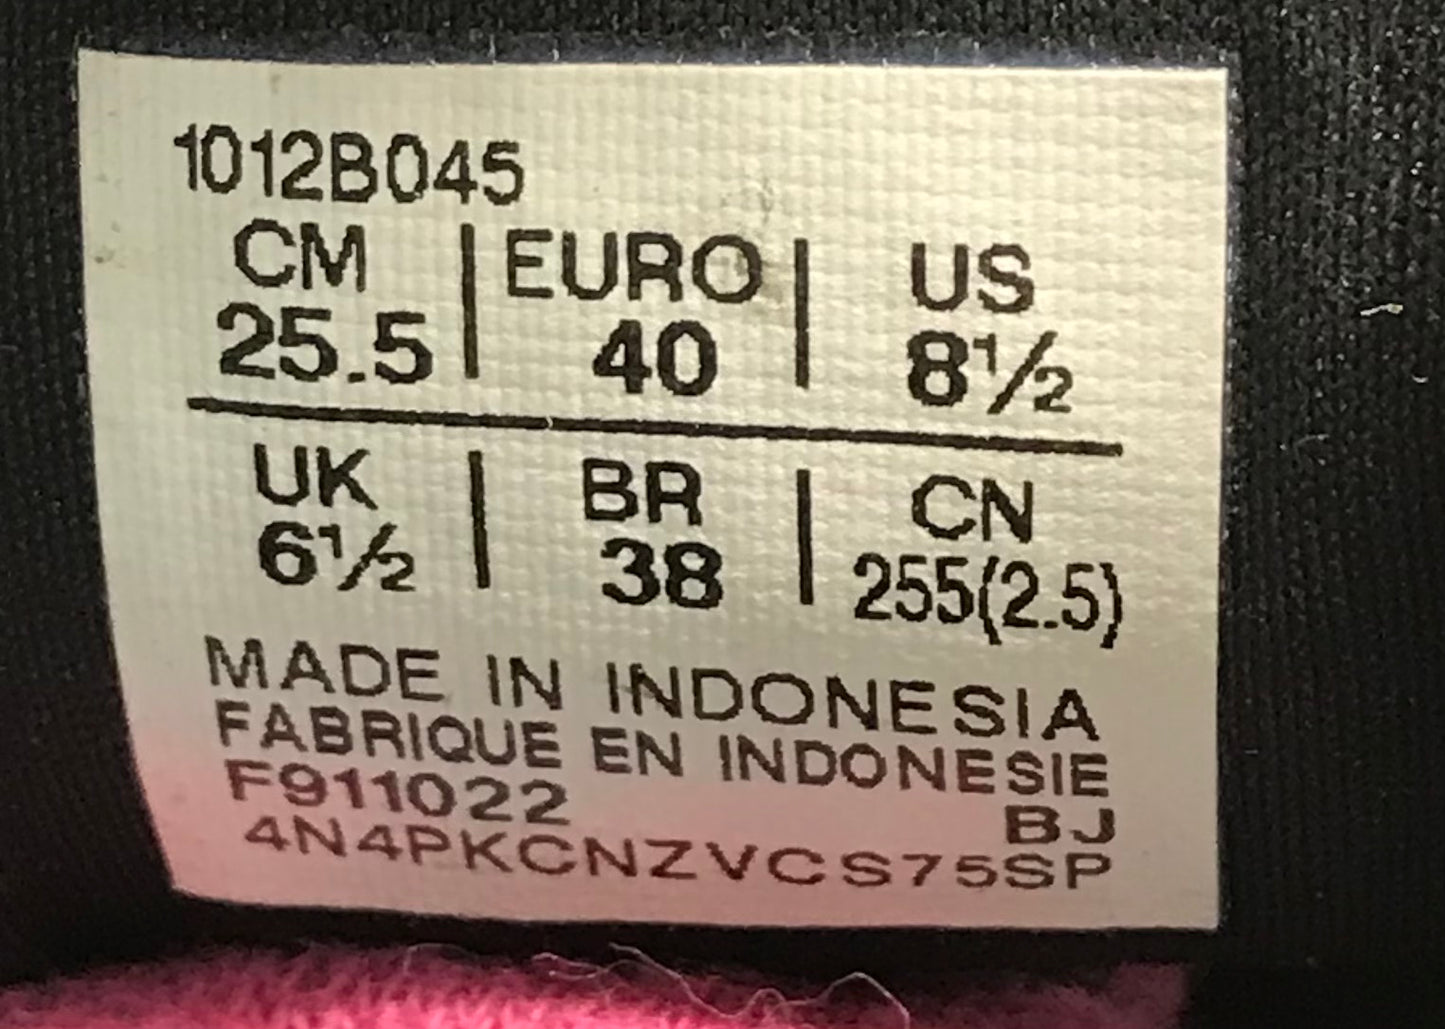 1012B045
CM | EURO | US
25.5 | 40 | 8½
UK | BR | CN
6½ | 38 | 255(2.5)
MADE IN INDONESIA
FABRIQUE EN INDONESIE
F911022 BJ
4N4PKCNZVCS75SP